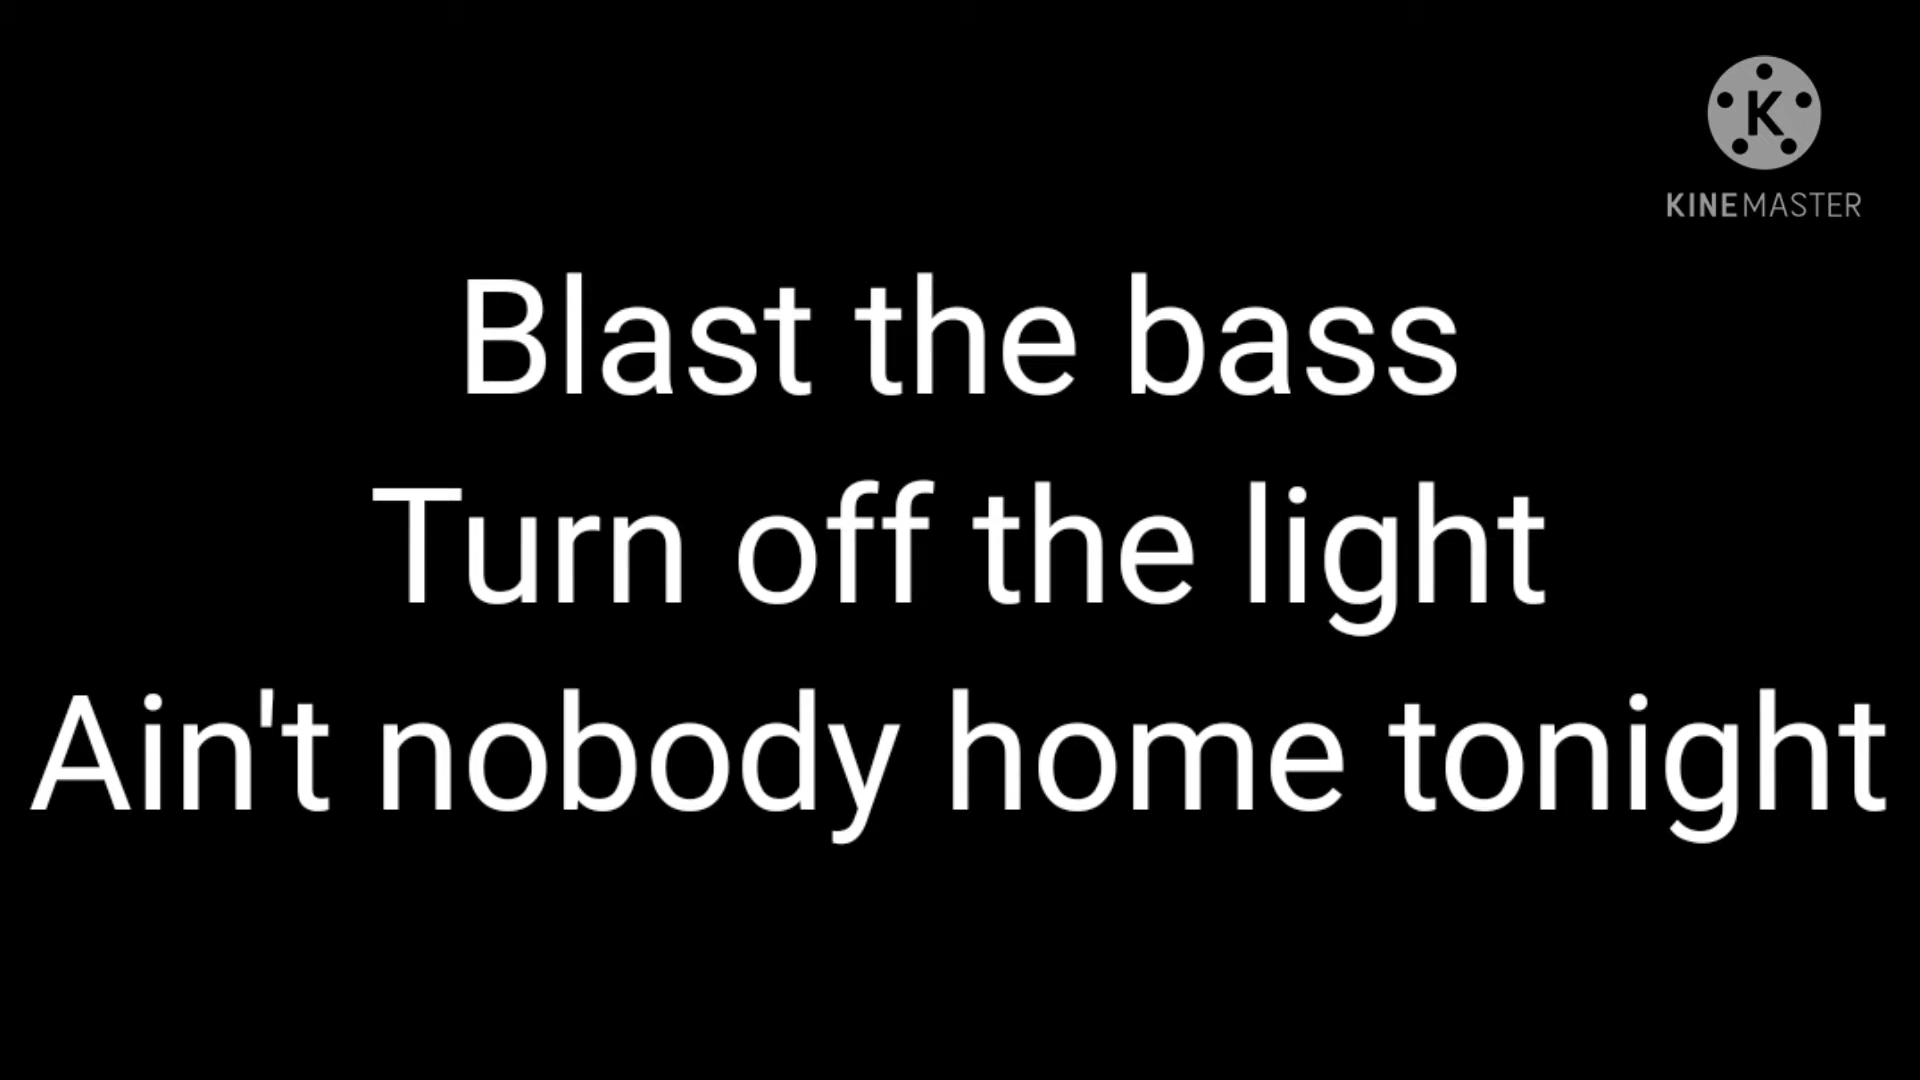 K
KINEMASTER
Blast the bass
Turn off the light
Ain't nobody home tonight